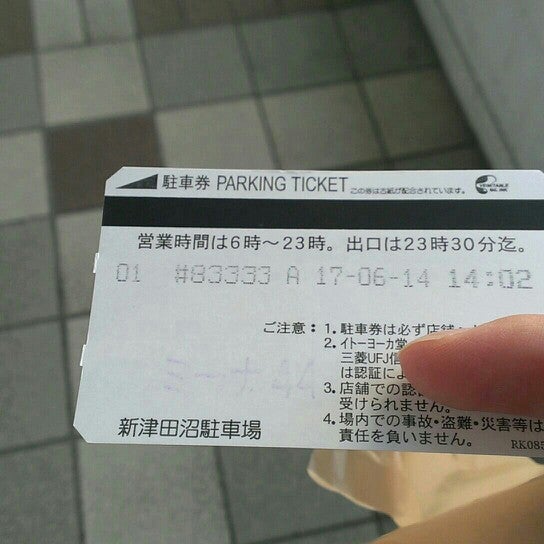 駐車券 PARKING TICKET この券は古紙が配合されています。
営業時間は6時〜23時。出口は23時30分迄。
01 #83333 A 17-06-14 14:02
ご注意：1. 駐車券は必ず店舗
2. イトーヨーカ堂
三菱UFJ信
は認証によ
3. 店舗での認
受けられません。
4. 場内での事故・盗難・災害等は
責任を負いません。
新津田沼駐車場
RK085